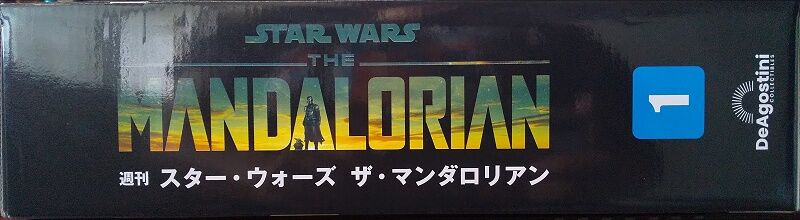 STAR WARS
THE
MANDALORIAN
週刊 スター・ウォーズ ザ・マンダロリアン
1
DeAgostini
COLLECTIBLES